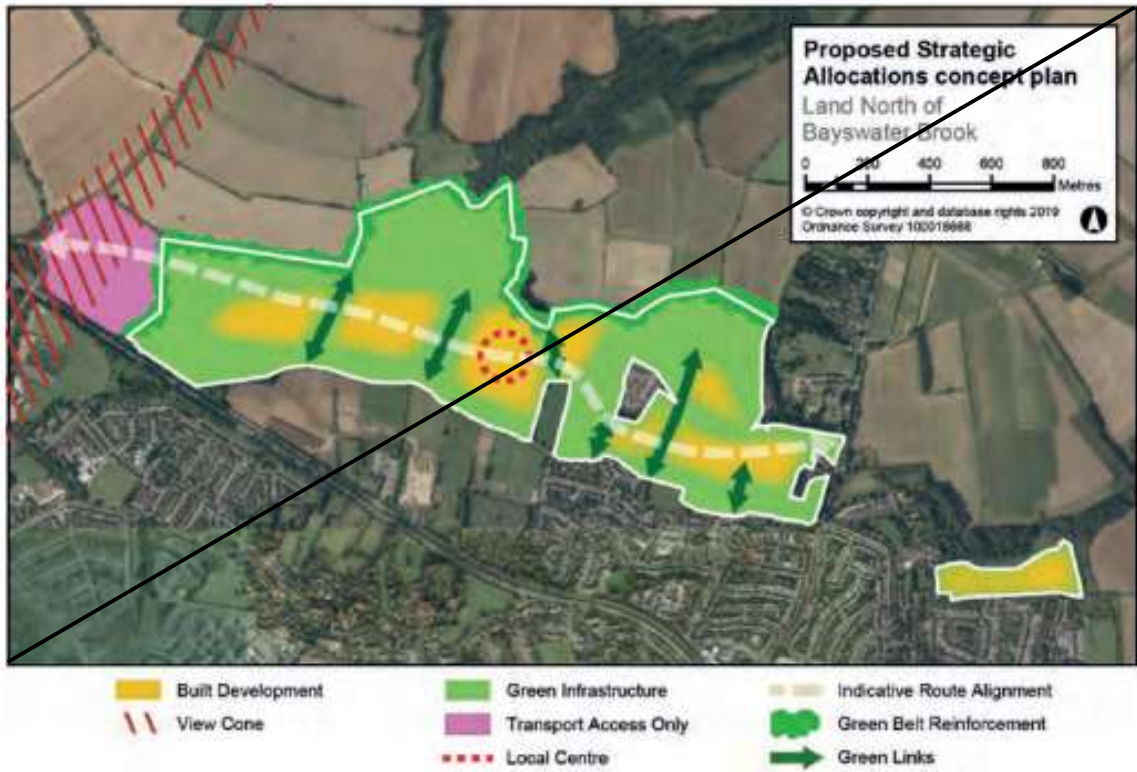 Proposed Strategic
Allocations concept plan
Land North of
Bayswater Brook
0 200 400 600 800
Metres
© Crown copyright and database rights 2019
Ordnance Survey 100018668
Built Development
View Cone
Green Infrastructure
Transport Access Only
Local Centre
Indicative Route Alignment
Green Belt Reinforcement
Green Links